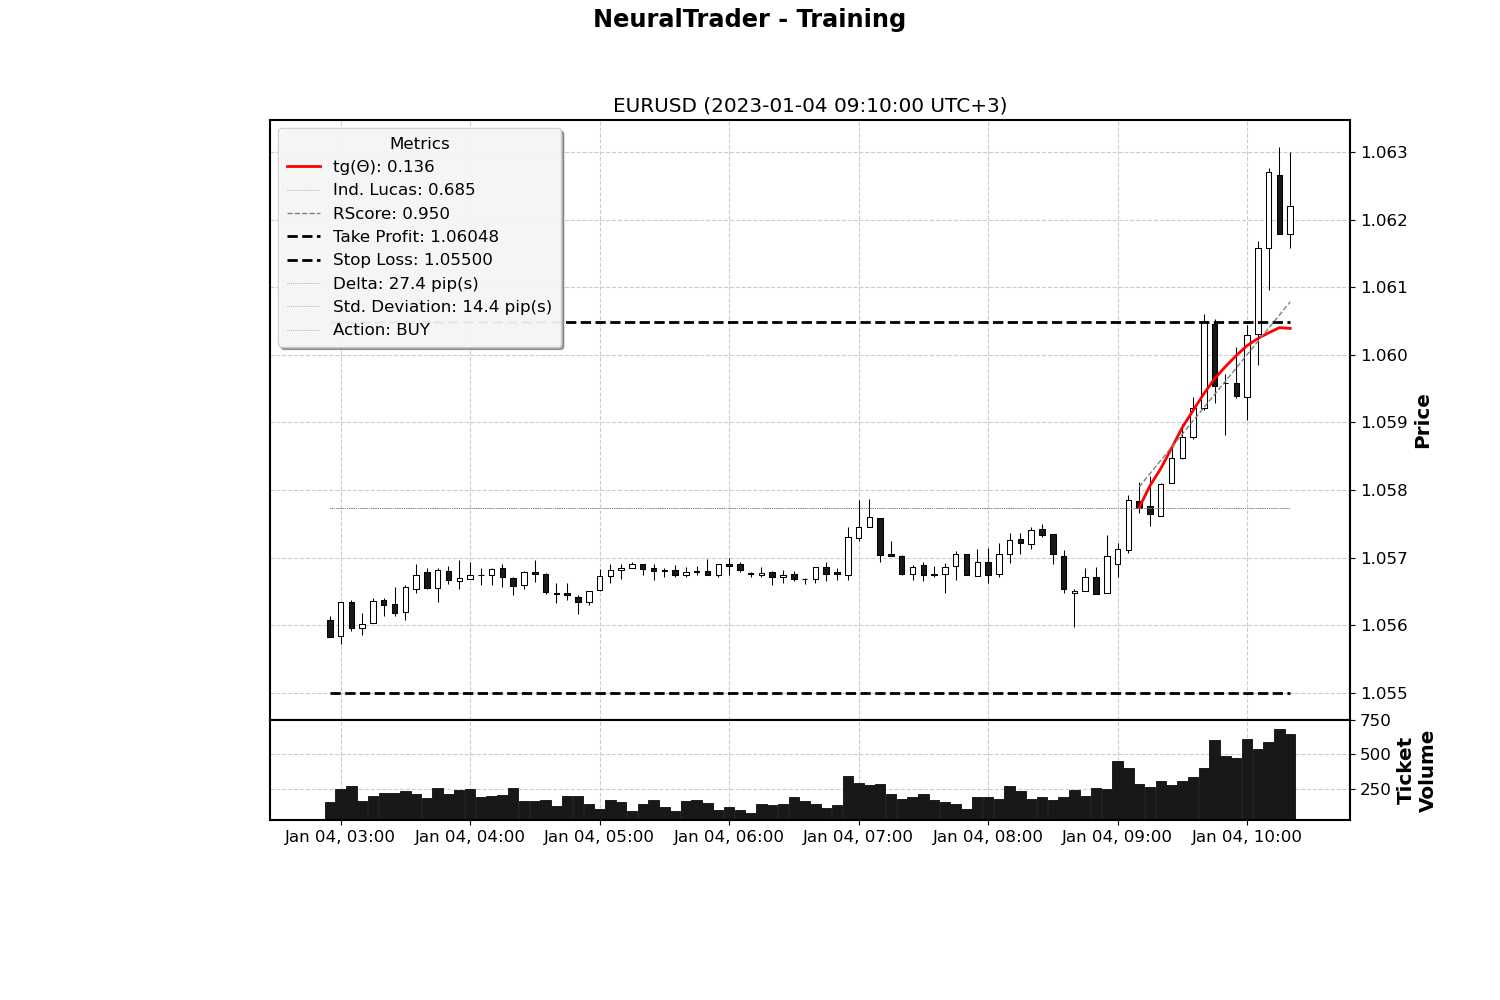 NeuralTrader - Training
EURUSD (2023-01-04 09:10:00 UTC+3)
Metrics
tg(Θ): 0.136
Ind. Lucas: 0.685
RScore: 0.950
Take Profit: 1.06048
Stop Loss: 1.05500
Delta: 27.4 pip(s)
Std. Deviation: 14.4 pip(s)
Action: BUY
1.063
1.062
1.061
1.060
1.059
1.058
1.057
1.056
1.055
Price
750
500
250
Ticket
Volume
Jan 04, 03:00
Jan 04, 04:00
Jan 04, 05:00
Jan 04, 06:00
Jan 04, 07:00
Jan 04, 08:00
Jan 04, 09:00
Jan 04, 10:00